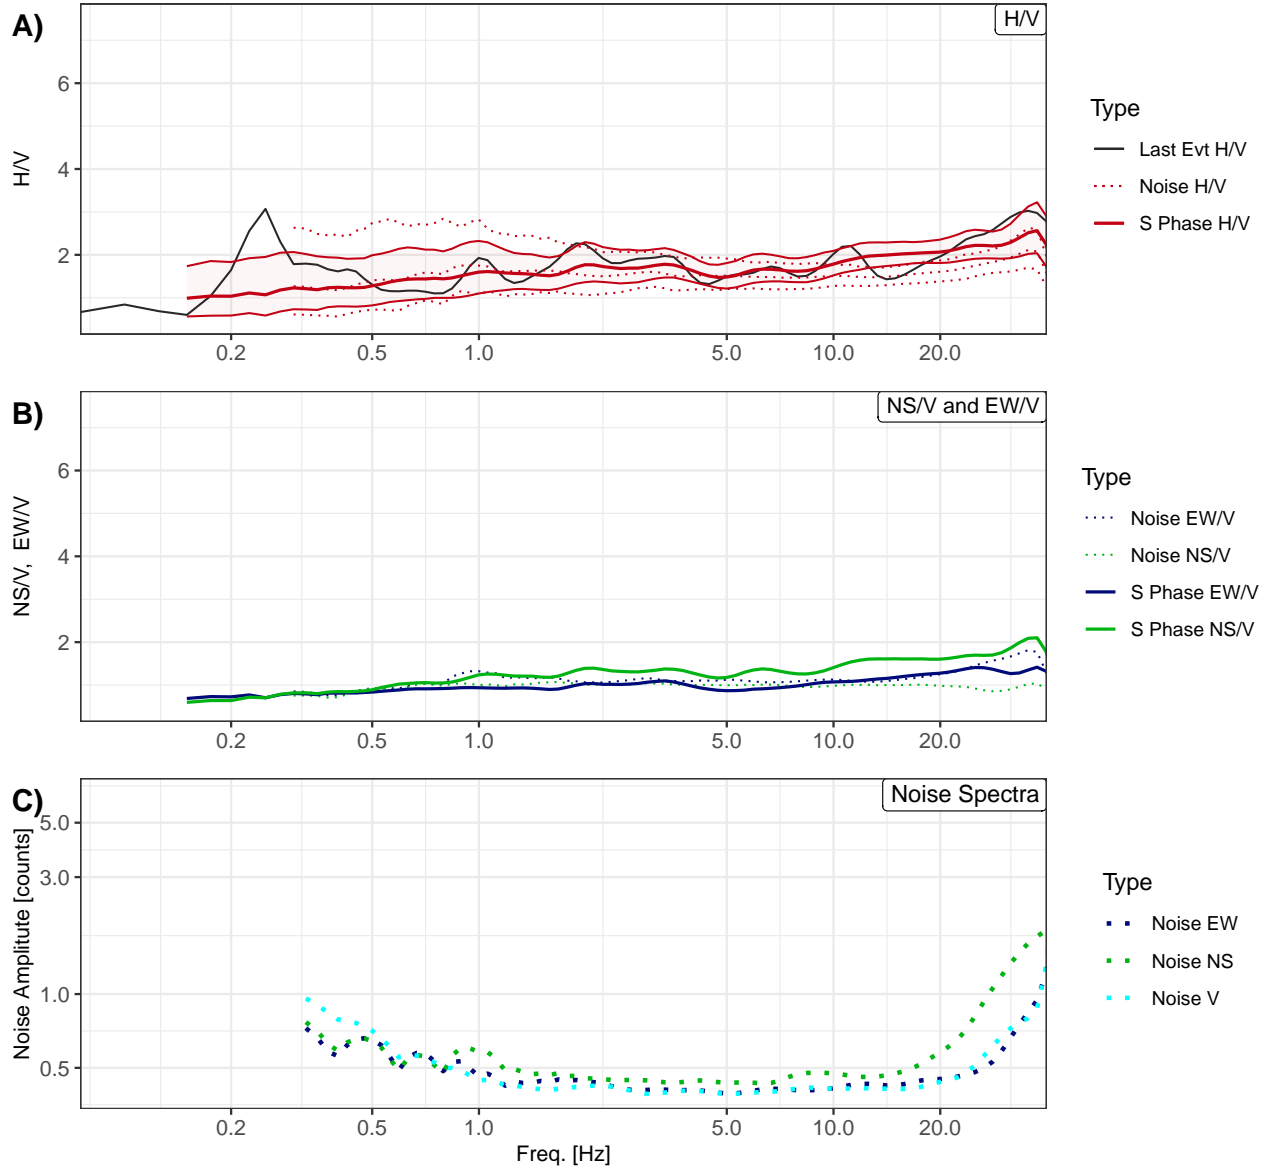 A)
H/V
6
4
2
H/V
0.2 0.5 1.0 5.0 10.0 20.0
Type
Last Evt H/V
Noise H/V
S Phase H/V
B)
NS/V and EW/V
6
4
2
NS/V, EW/V
0.2 0.5 1.0 5.0 10.0 20.0
Type
Noise EW/V
Noise NS/V
S Phase EW/V
S Phase NS/V
C)
Noise Spectra
5.0
3.0
1.0
0.5
Noise Amplitute [counts]
0.2 0.5 1.0 5.0 10.0 20.0
Freq. [Hz]
Type
Noise EW
Noise NS
Noise V